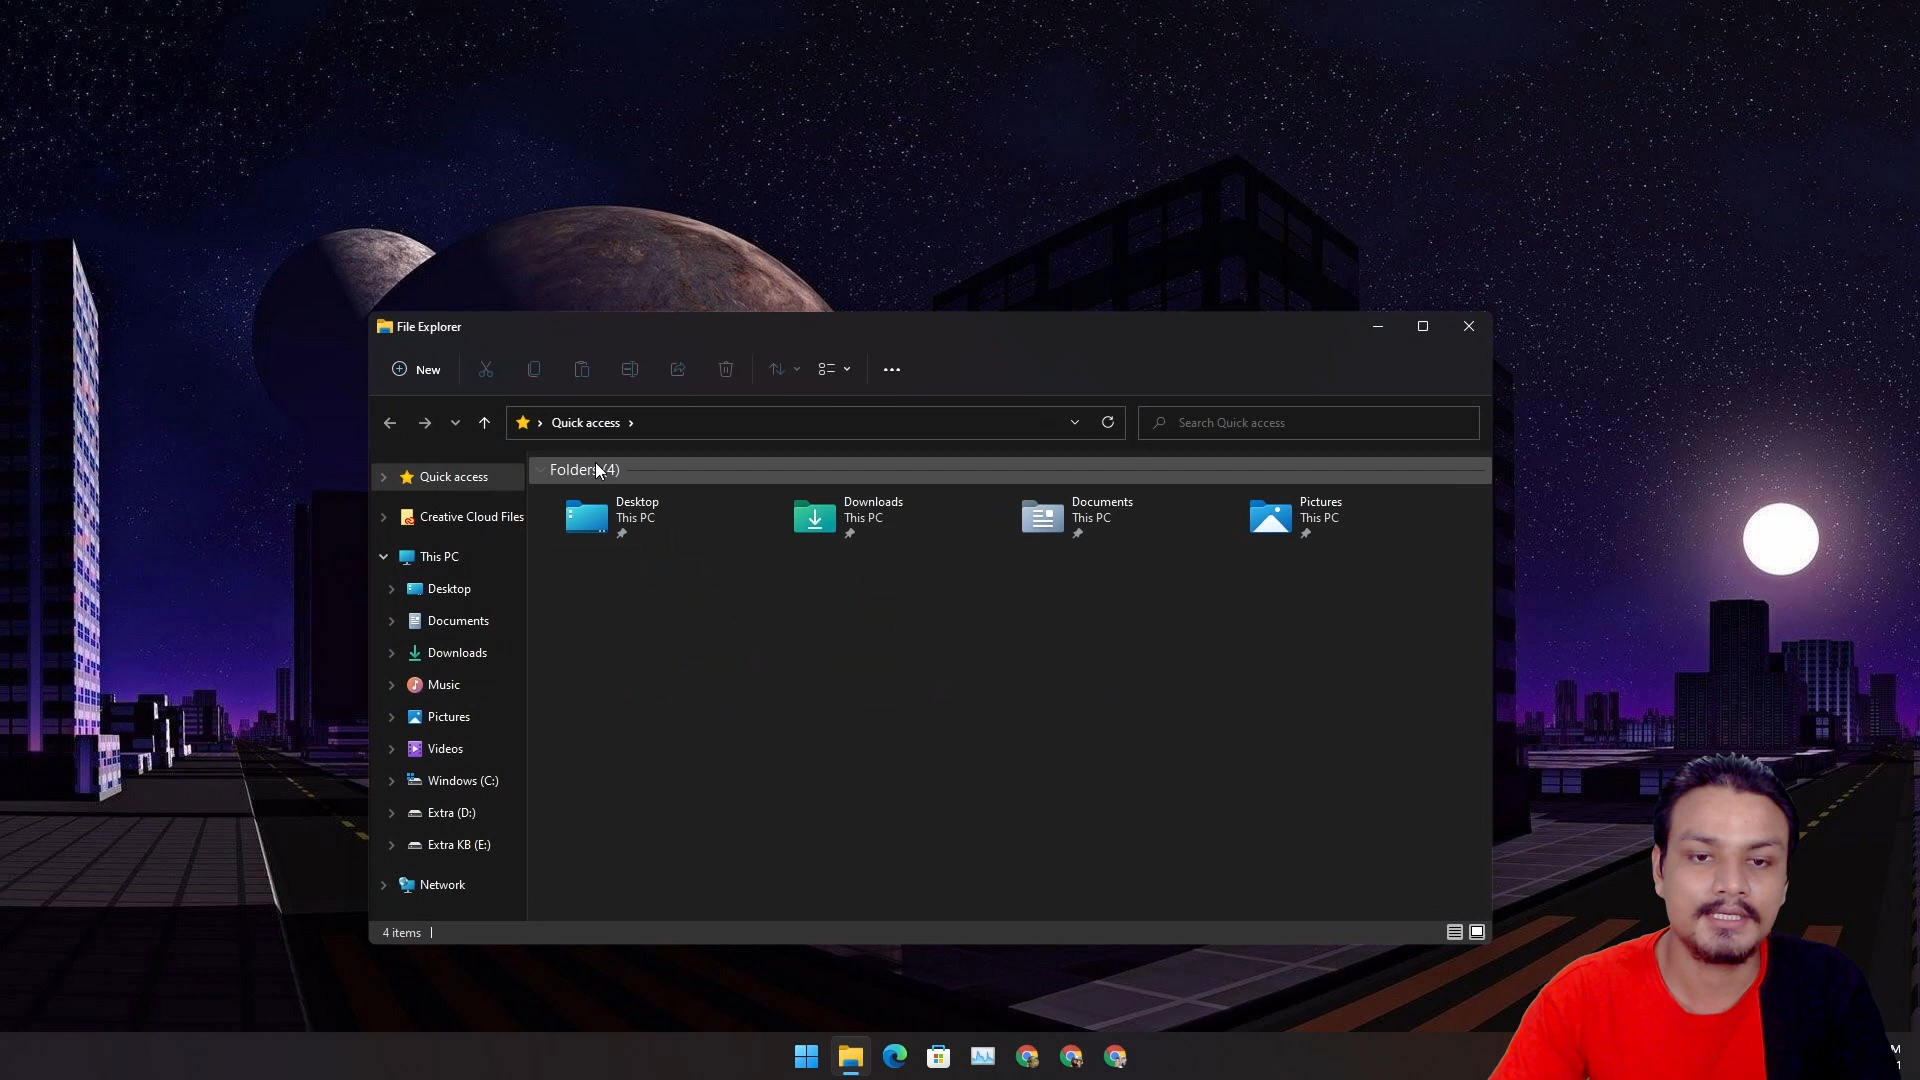 File Explorer
New
Quick access
Search Quick access
Quick access
Creative Cloud Files
This PC
Desktop
Documents
Downloads
Music
Pictures
Videos
Windows (C:)
Extra (D:)
Extra KB (E:)
Network
Folders (4)
Desktop
This PC
Downloads
This PC
Documents
This PC
Pictures
This PC
4 items
M
1